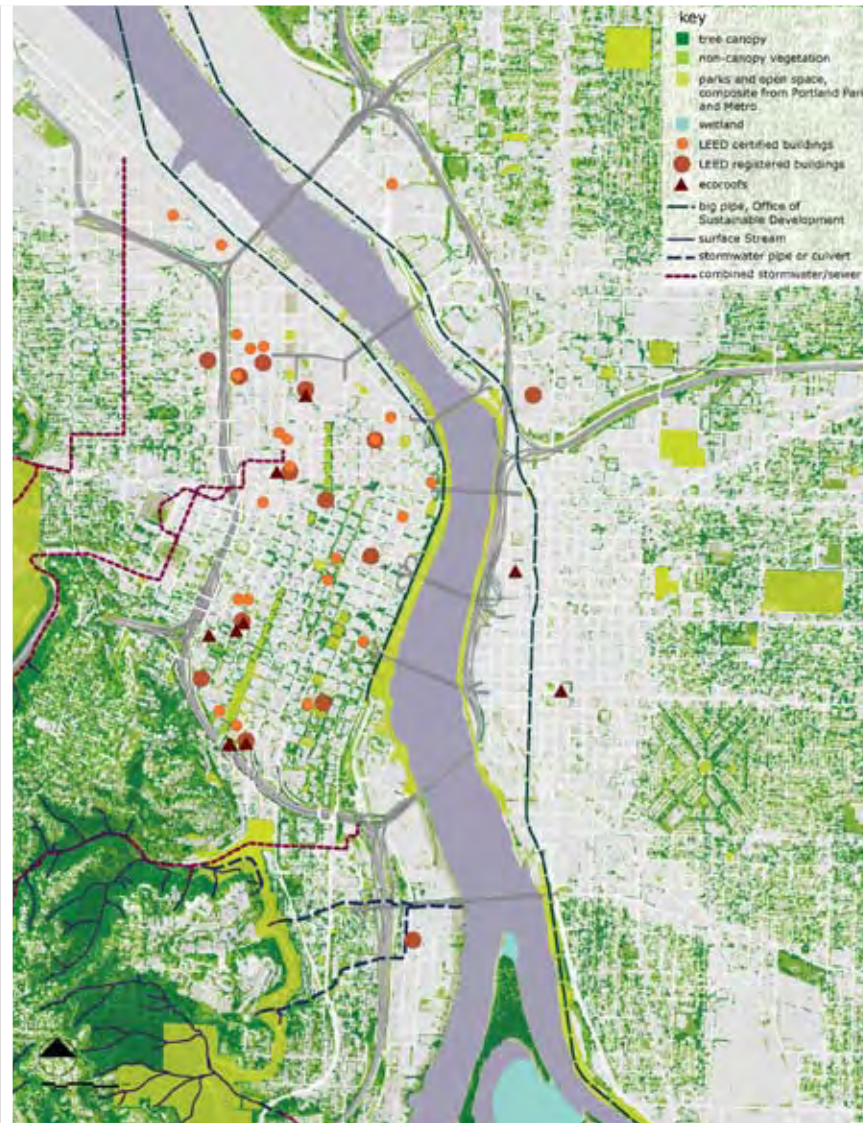 key
tree canopy
non-canopy vegetation
parks and open space,
composite from Portland Par
and Metro
wetland
LEED certified buildings
LEED registered buildings
ecoroofs
big pipe, Office of
Sustainable Development
surface Stream
stormwater pipe or culvert
combined stormwater/sewer